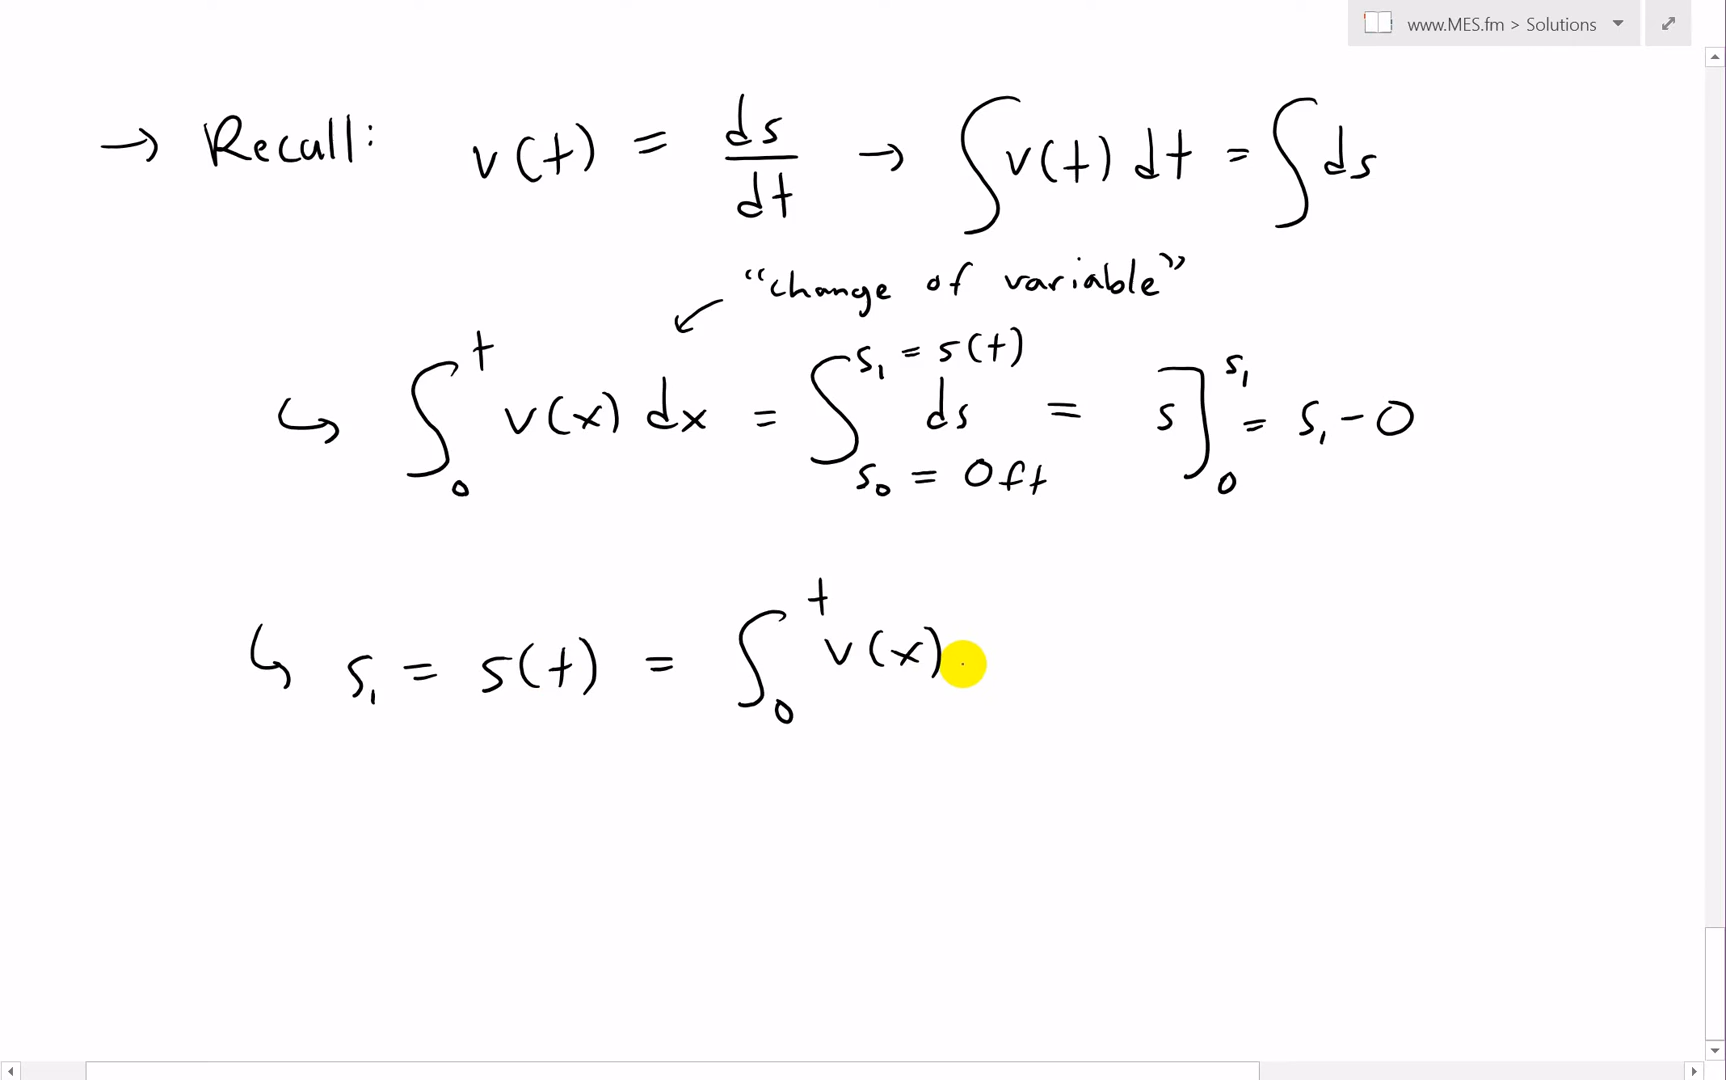 www.MES.fm > Solutions
→ Recall: v(t) = ds/dt → ∫v(t) dt = ∫ds
"change of variable"
↪ ∫₀ᵗ v(x) dx = ∫_{s₀ = 0ft}^{s₁ = s(t)} ds = s]₀^{s₁} = s₁ - 0
↪ s₁ = s(t) = ∫₀ᵗ v(x)